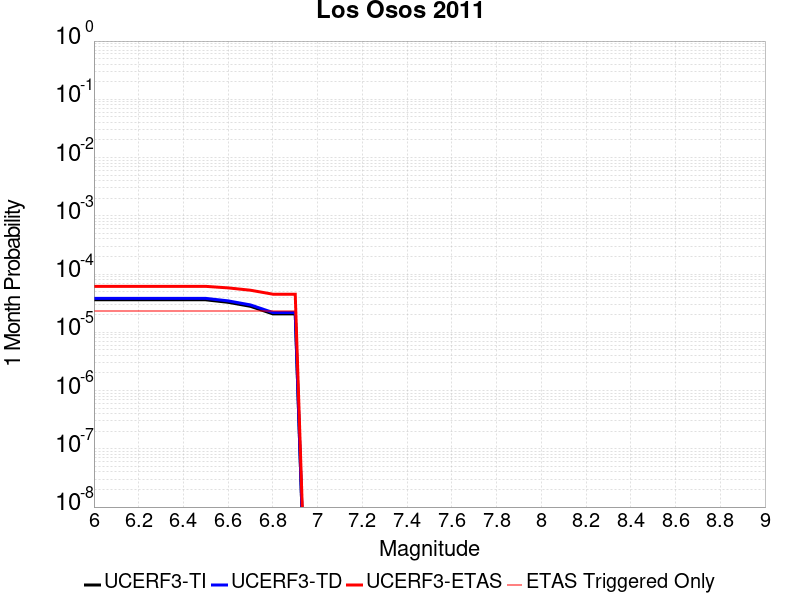 Los Osos 2011
1 Month Probability
10^0
10^-1
10^-2
10^-3
10^-4
10^-5
10^-6
10^-7
10^-8
6 6.2 6.4 6.6 6.8 7 7.2 7.4 7.6 7.8 8 8.2 8.4 8.6 8.8 9
Magnitude
UCERF3-TI UCERF3-TD UCERF3-ETAS ETAS Triggered Only